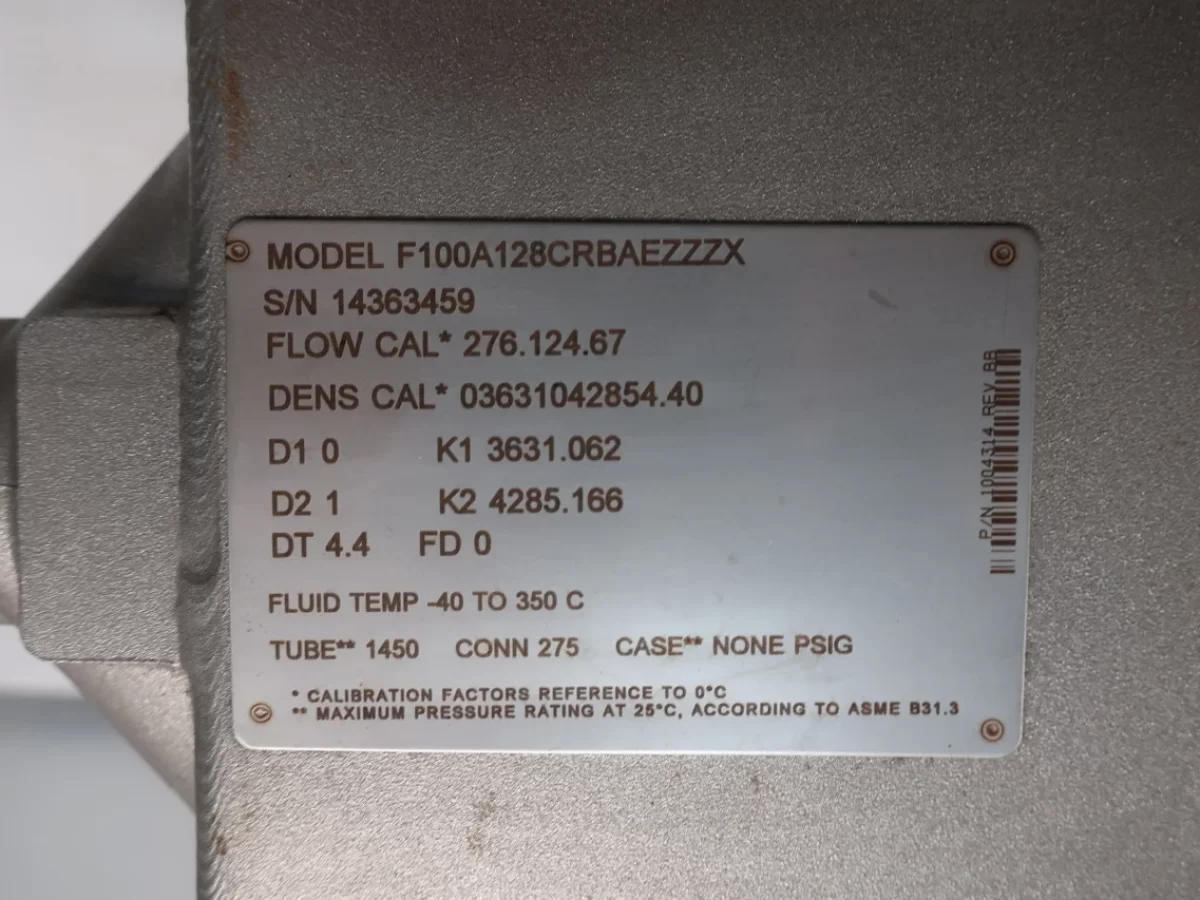 MODEL F100A128CRBAEZZZX
S/N 14363459
FLOW CAL* 276.124.67
DENS CAL* 03631042854.40
D1 0 K1 3631.062
D2 1 K2 4285.166
DT 4.4 FD 0
FLUID TEMP -40 TO 350 C
TUBE** 1450 CONN 275 CASE** NONE PSIG
* CALIBRATION FACTORS REFERENCE TO 0°C
** MAXIMUM PRESSURE RATING AT 25°C, ACCORDING TO ASME B31.3
P/N 1004314 REV BB